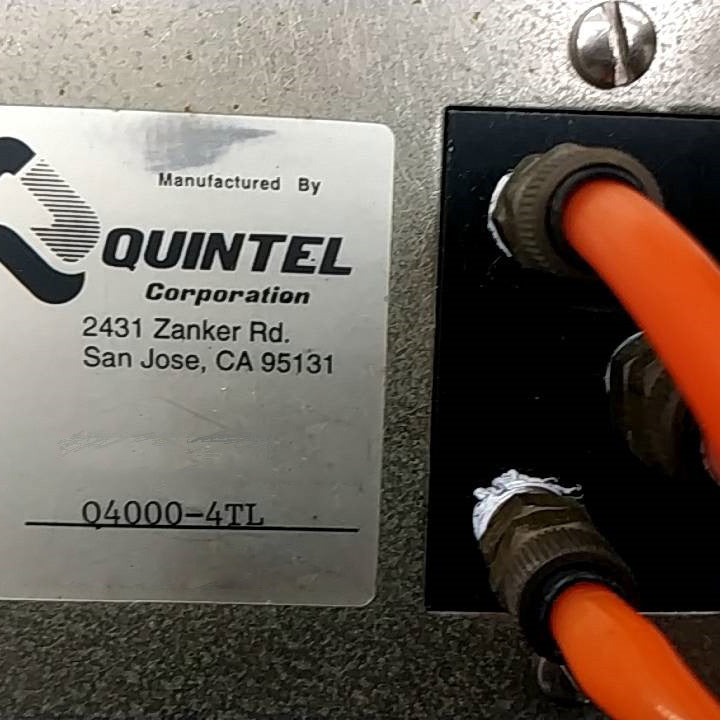 Manufactured By
QUINTEL
Corporation
2431 Zanker Rd.
San Jose, CA 95131
Q4000-4TL